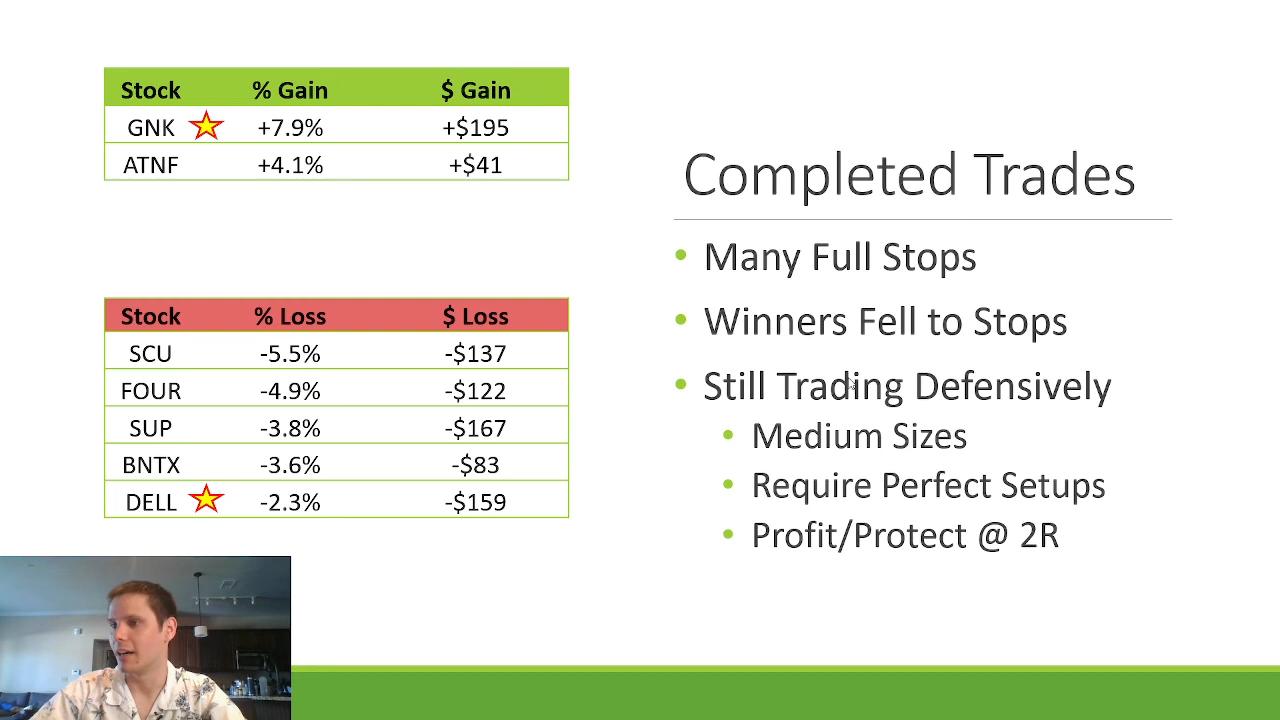 Stock % Gain $ Gain
GNK +7.9% +$195
ATNF +4.1% +$41
Stock % Loss $ Loss
SCU -5.5% -$137
FOUR -4.9% -$122
SUP -3.8% -$167
BNTX -3.6% -$83
DELL -2.3% -$159
Completed Trades
• Many Full Stops
• Winners Fell to Stops
• Still Trading Defensively
• Medium Sizes
• Require Perfect Setups
• Profit/Protect @ 2R